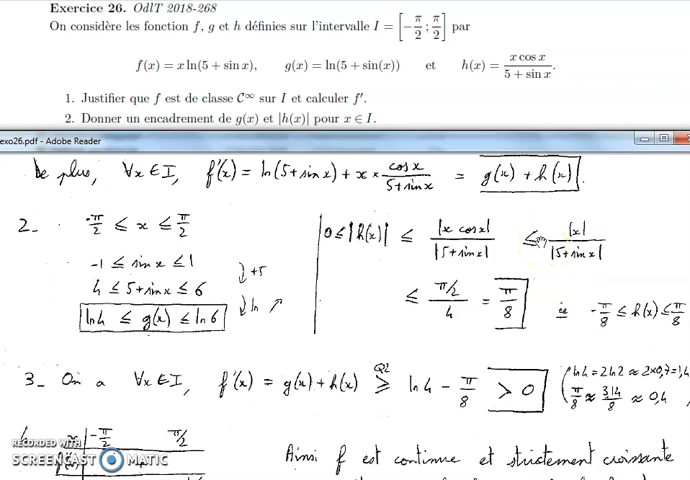 Exercice 26. OdlT 2018-268
On considère les fonction f, g et h définies sur l'intervalle I = [-π/2 ; π/2] par
f(x) = x ln(5 + sin x), g(x) = ln(5 + sin(x)) et h(x) = x cos x / 5 + sin x.
1. Justifier que f est de classe C^∞ sur I et calculer f′.
2. Donner un encadrement de g(x) et |h(x)| pour x ∈ I.
exo26.pdf - Adobe Reader
De plus, ∀x ∈ I, f'(x) = ln(5+sin x) + x × cos x / 5+sin x = g(x) + h(x).
2_ -π/2 ≤ x ≤ π/2
-1 ≤ sin x ≤ 1
↓ +5
4 ≤ 5+sin x ≤ 6
↓ ln ↗
ln 4 ≤ g(x) ≤ ln 6
0 ≤ |h(x)| ≤ |x cos x| / |5+sin x| ≤ |x| / |5+sin x|
≤ π/2 / 4 = π/8 ie -π/8 ≤ h(x) ≤ π/8
3_ On a ∀x ∈ I, f'(x) = g(x) + h(x) ≥ ln 4 - π/8 > 0
Q2
(ln 4 = 2 ln 2 ≈ 2×0,7 = 1,4
π/8 ≈ 3,14/8 ≈ 0,4
x | -π/2 π/2
Ainsi f est continue et strictement croissante
RECORDED WITH
SCREENCAST MATIC